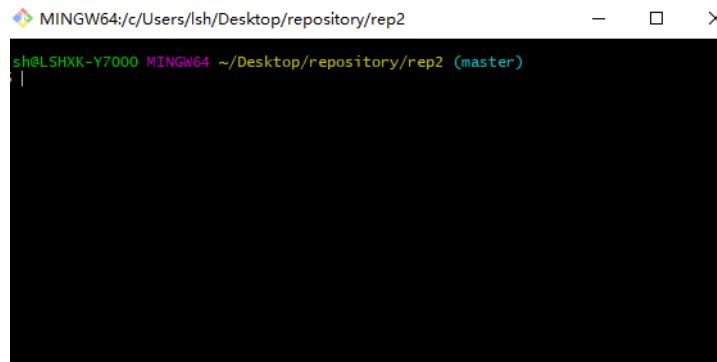 MINGW64:/c/Users/lsh/Desktop/repository/rep2
sh@LSHXK-Y7000 MINGW64 ~/Desktop/repository/rep2 (master)